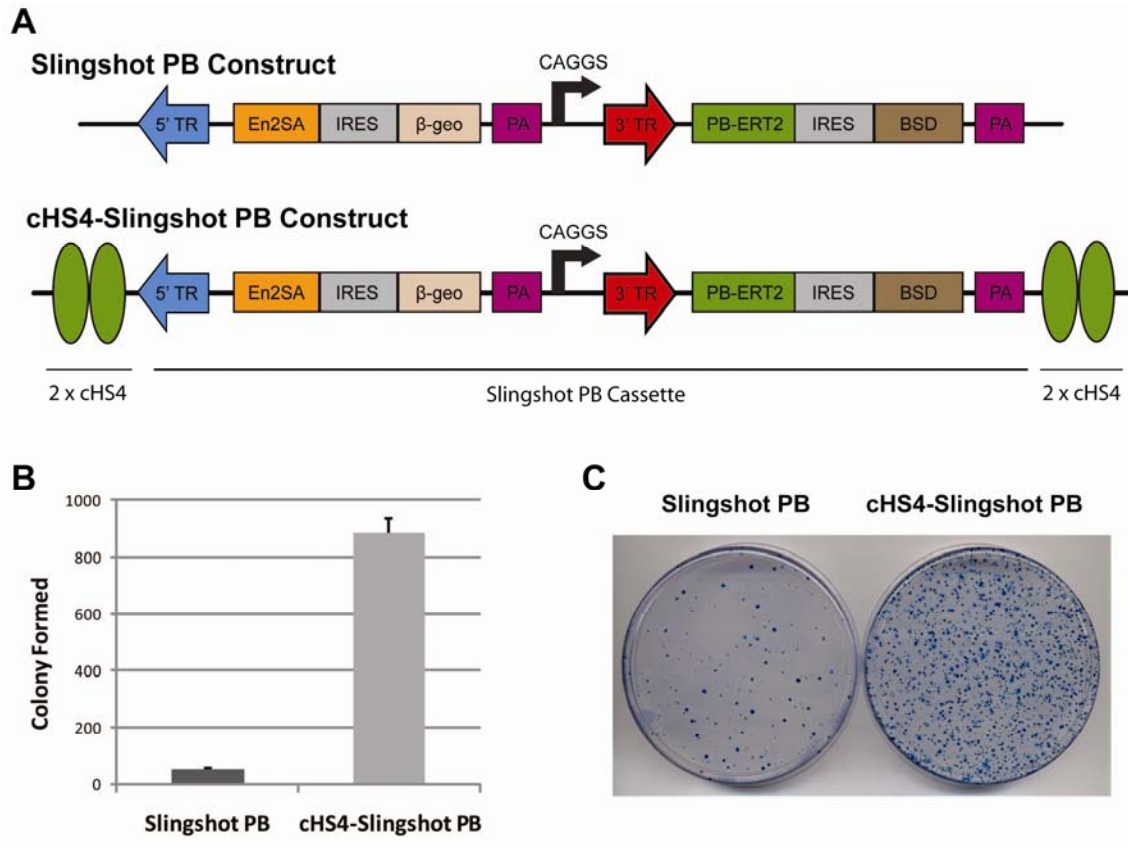 A
Slingshot PB Construct
CAGGS
5' TR En2SA IRES β-geo PA 3' TR PB-ERT2 IRES BSD PA
cHS4-Slingshot PB Construct
CAGGS
5' TR En2SA IRES β-geo PA 3' TR PB-ERT2 IRES BSD PA
2 x cHS4 Slingshot PB Cassette 2 x cHS4
B
1000
800
600
400
200
0
Colony Formed
Slingshot PB cHS4-Slingshot PB
C
Slingshot PB cHS4-Slingshot PB